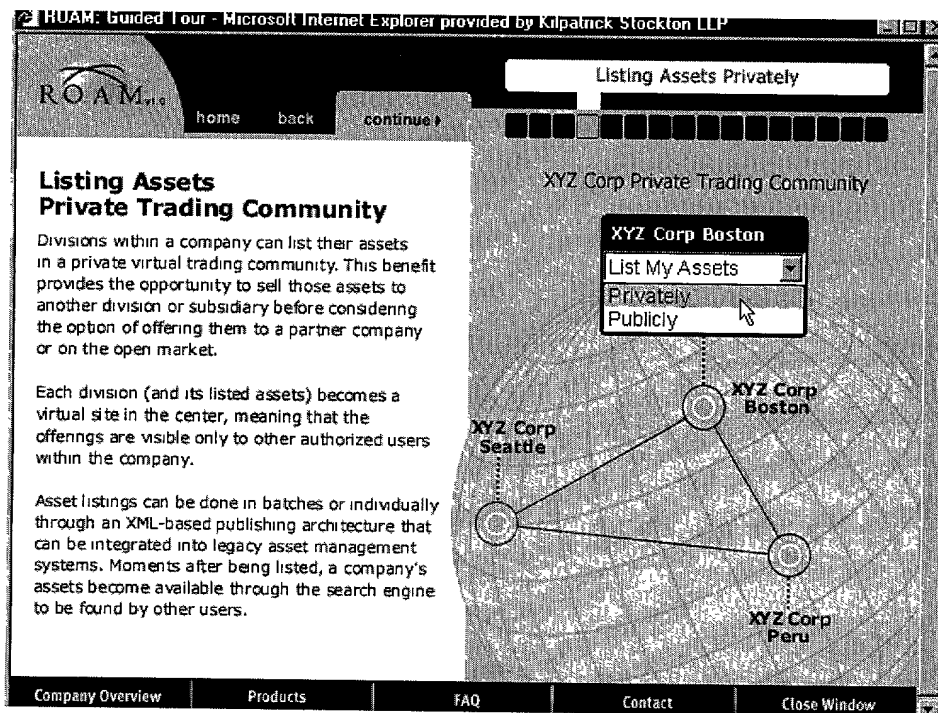 ROAM: Guided Tour - Microsoft Internet Explorer provided by Kilpatrick Stockton LLP
Listing Assets Privately
ROAM v1.0
home back continue
Listing Assets
Private Trading Community
Divisions within a company can list their assets
in a private virtual trading community. This benefit
provides the opportunity to sell those assets to
another division or subsidiary before considering
the option of offering them to a partner company
or on the open market.
Each division (and its listed assets) becomes a
virtual site in the center, meaning that the
offerings are visible only to other authorized users
within the company.
Asset listings can be done in batches or individually
through an XML-based publishing architecture that
can be integrated into legacy asset management
systems. Moments after being listed, a company's
assets become available through the search engine
to be found by other users.
XYZ Corp Private Trading Community
XYZ Corp Boston
List My Assets
Privately
Publicly
XYZ Corp
Boston
XYZ Corp
Seattle
XYZ Corp
Peru
Company Overview Products FAQ Contact Close Window